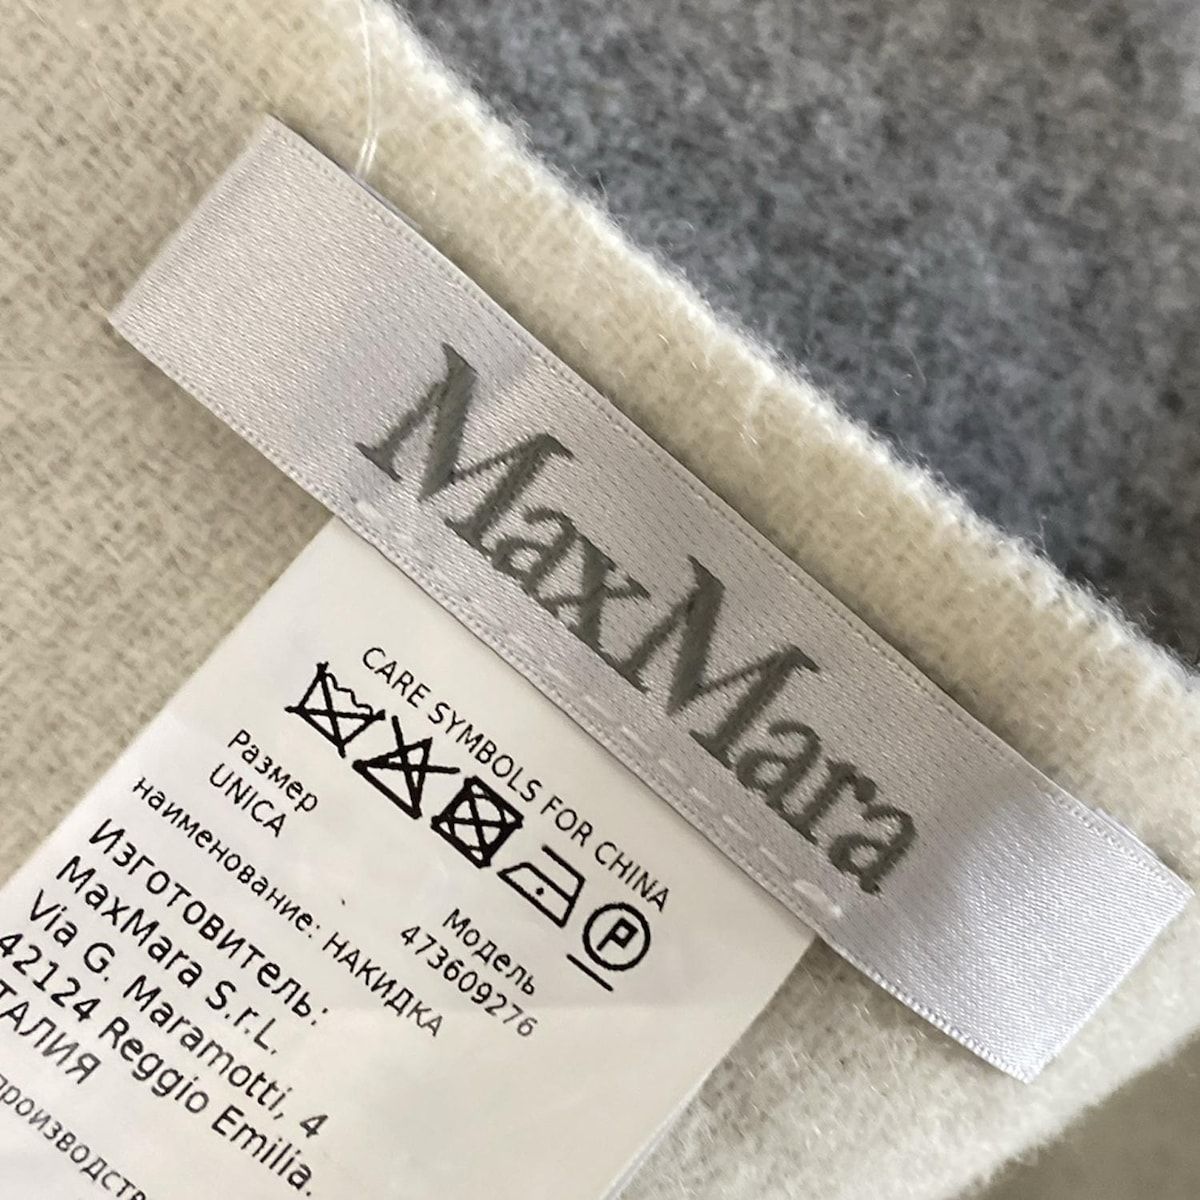 MaxMara
CARE SYMBOLS FOR CHINA
P
Размер
UNICA
Модель
473609276
наименование: НАКИДКА
Изготовитель:
MaxMara S.r.L.
Via G. Maramotti, 4
42124 Reggio Emilia.